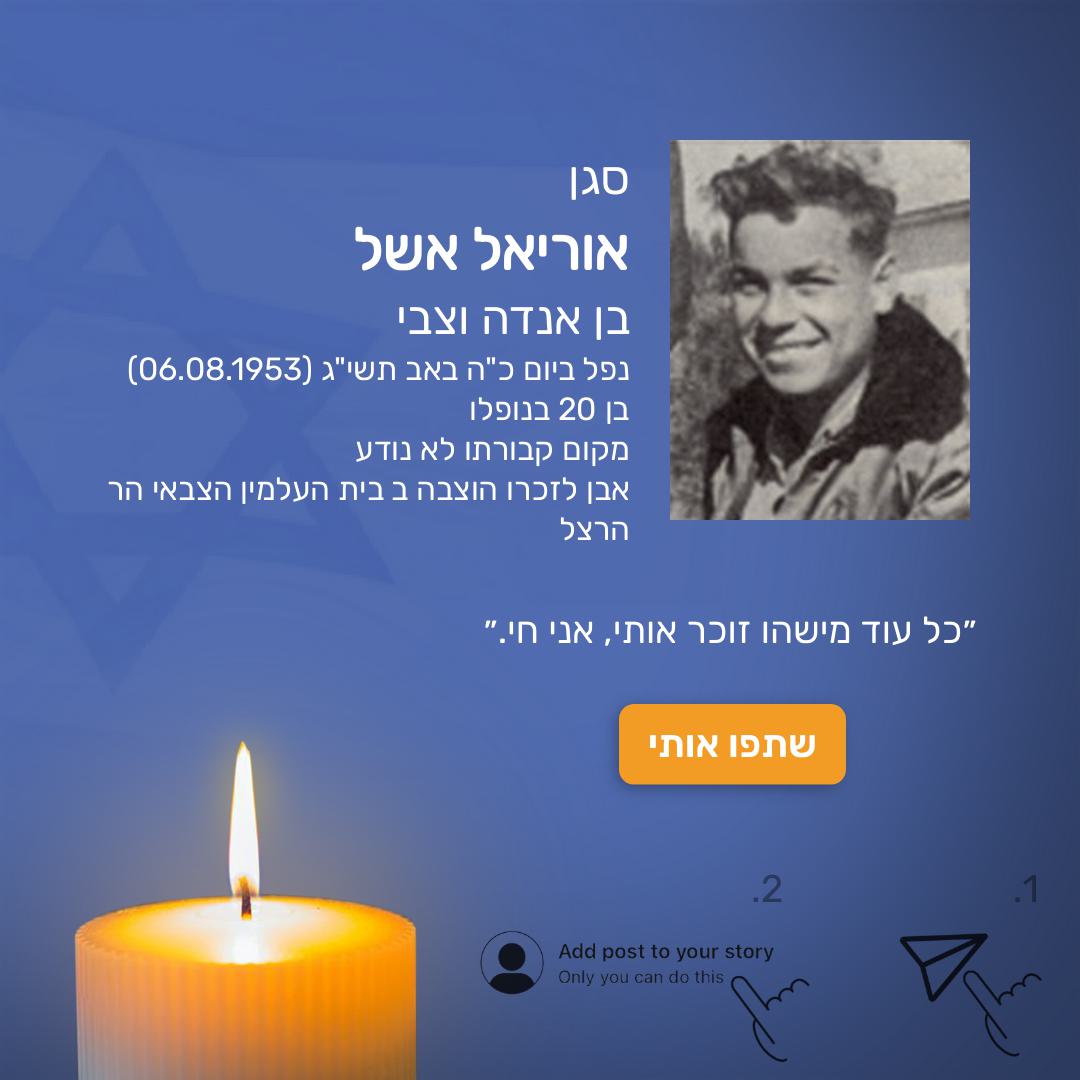 סגן
אוריאל אשל
בן אנדה וצבי
נפל ביום כ"ה באב תשי"ג (06.08.1953)
בן 20 בנופלו
מקום קבורתו לא נודע
אבן לזכרו הוצבה ב בית העלמין הצבאי הר
הרצל
״כל עוד מישהו זוכר אותי, אני חי.״
שתפו אותי
1.
2.
Add post to your story
Only you can do this